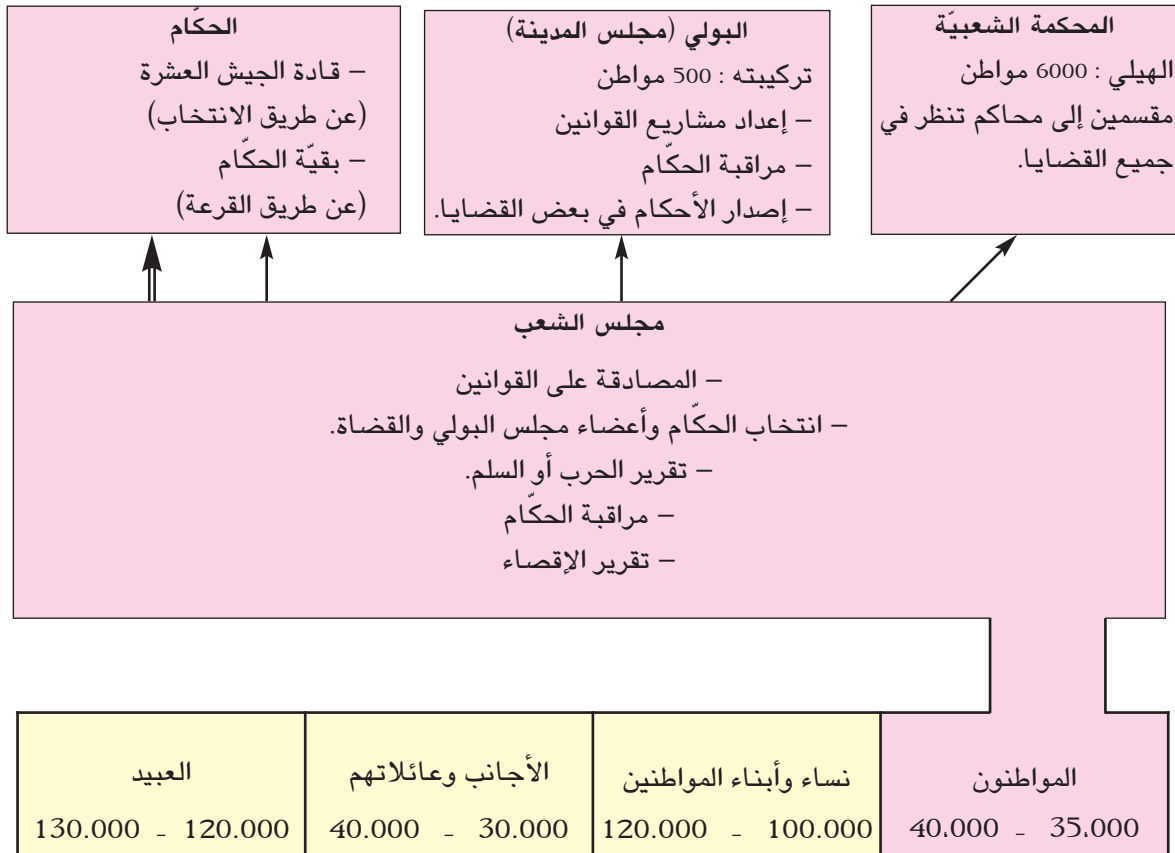 المحكمة الشعبيّة
الهيلي : 6000 مواطن
مقسمين إلى محاكم تنظر في
جميع القضايا.
البولي (مجلس المدينة)
تركيبته : 500 مواطن
– إعداد مشاريع القوانين
– مراقبة الحكّام
– إصدار الأحكام في بعض القضايا.
الحكّام
– قادة الجيش العشرة
(عن طريق الانتخاب)
– بقيّة الحكّام
(عن طريق القرعة)
مجلس الشعب
– المصادقة على القوانين
– انتخاب الحكّام وأعضاء مجلس البولي والقضاة.
– تقرير الحرب أو السلم.
– مراقبة الحكّام
– تقرير الإقصاء
المواطنون
40.000 - 35.000
نساء وأبناء المواطنين
120.000 - 100.000
الأجانب وعائلاتهم
40.000 - 30.000
العبيد
130.000 - 120.000